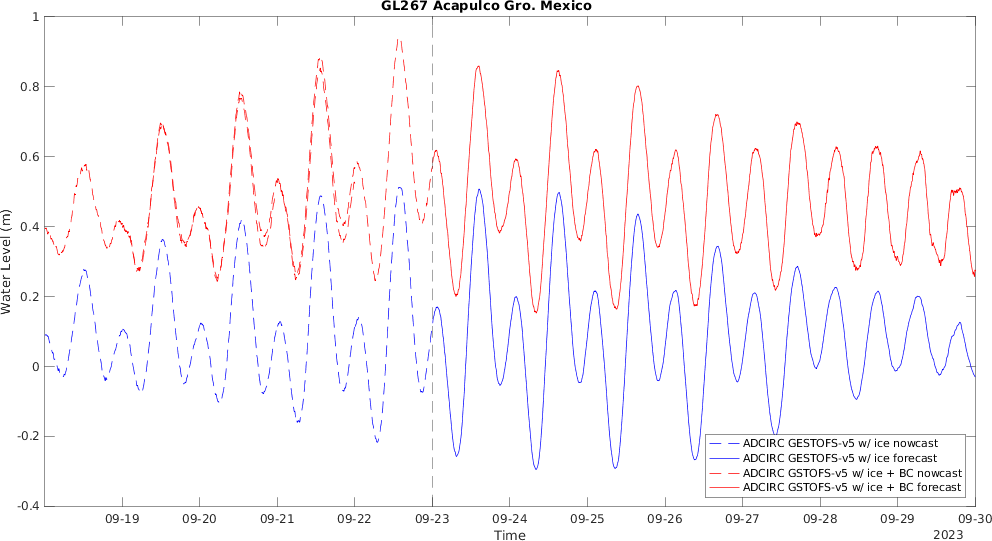 GL267 Acapulco Gro. Mexico
Water Level (m)
1
0.8
0.6
0.4
0.2
0
-0.2
-0.4
ADCIRC GESTOFS-v5 w/ ice nowcast
ADCIRC GESTOFS-v5 w/ ice forecast
ADCIRC GSTOFS-v5 w/ ice + BC nowcast
ADCIRC GSTOFS-v5 w/ ice + BC forecast
09-19 09-20 09-21 09-22 09-23 09-24 09-25 09-26 09-27 09-28 09-29 09-30
Time
2023